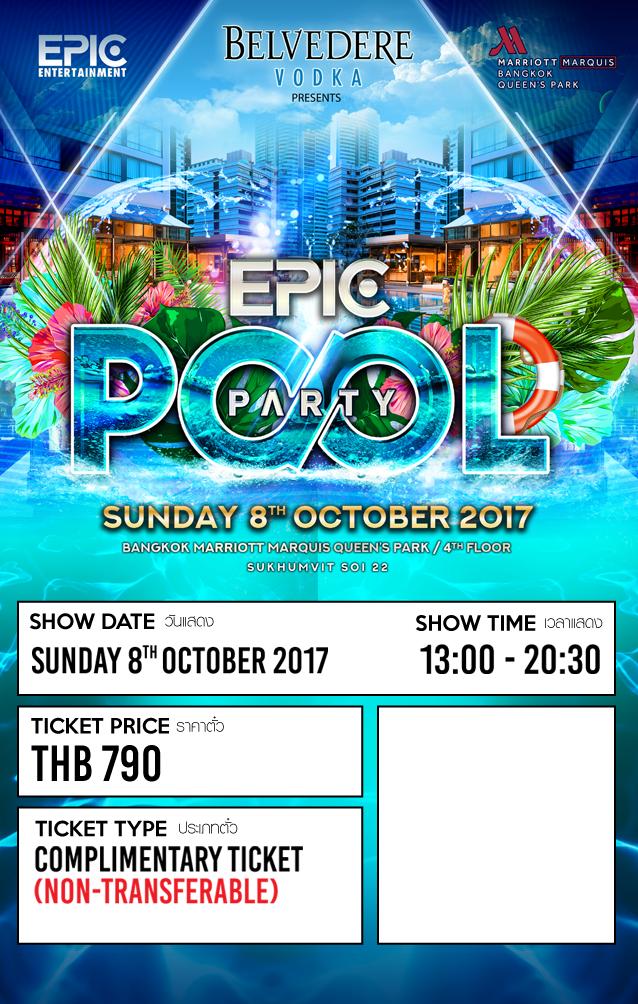 EPIC
ENTERTAINMENT
BELVEDERE
VODKA
PRESENTS
MARRIOTT MARQUIS
BANGKOK
QUEEN'S PARK
EPIC
POOL
PARTY
SUNDAY 8TH OCTOBER 2017
BANGKOK MARRIOTT MARQUIS QUEEN'S PARK / 4TH FLOOR
SUKHUMVIT SOI 22
SHOW DATE วันแสดง
SUNDAY 8TH OCTOBER 2017
SHOW TIME เวลาแสดง
13:00 - 20:30
TICKET PRICE ราคาตั๋ว
THB 790
TICKET TYPE ประเภทตั๋ว
COMPLIMENTARY TICKET
(NON-TRANSFERABLE)